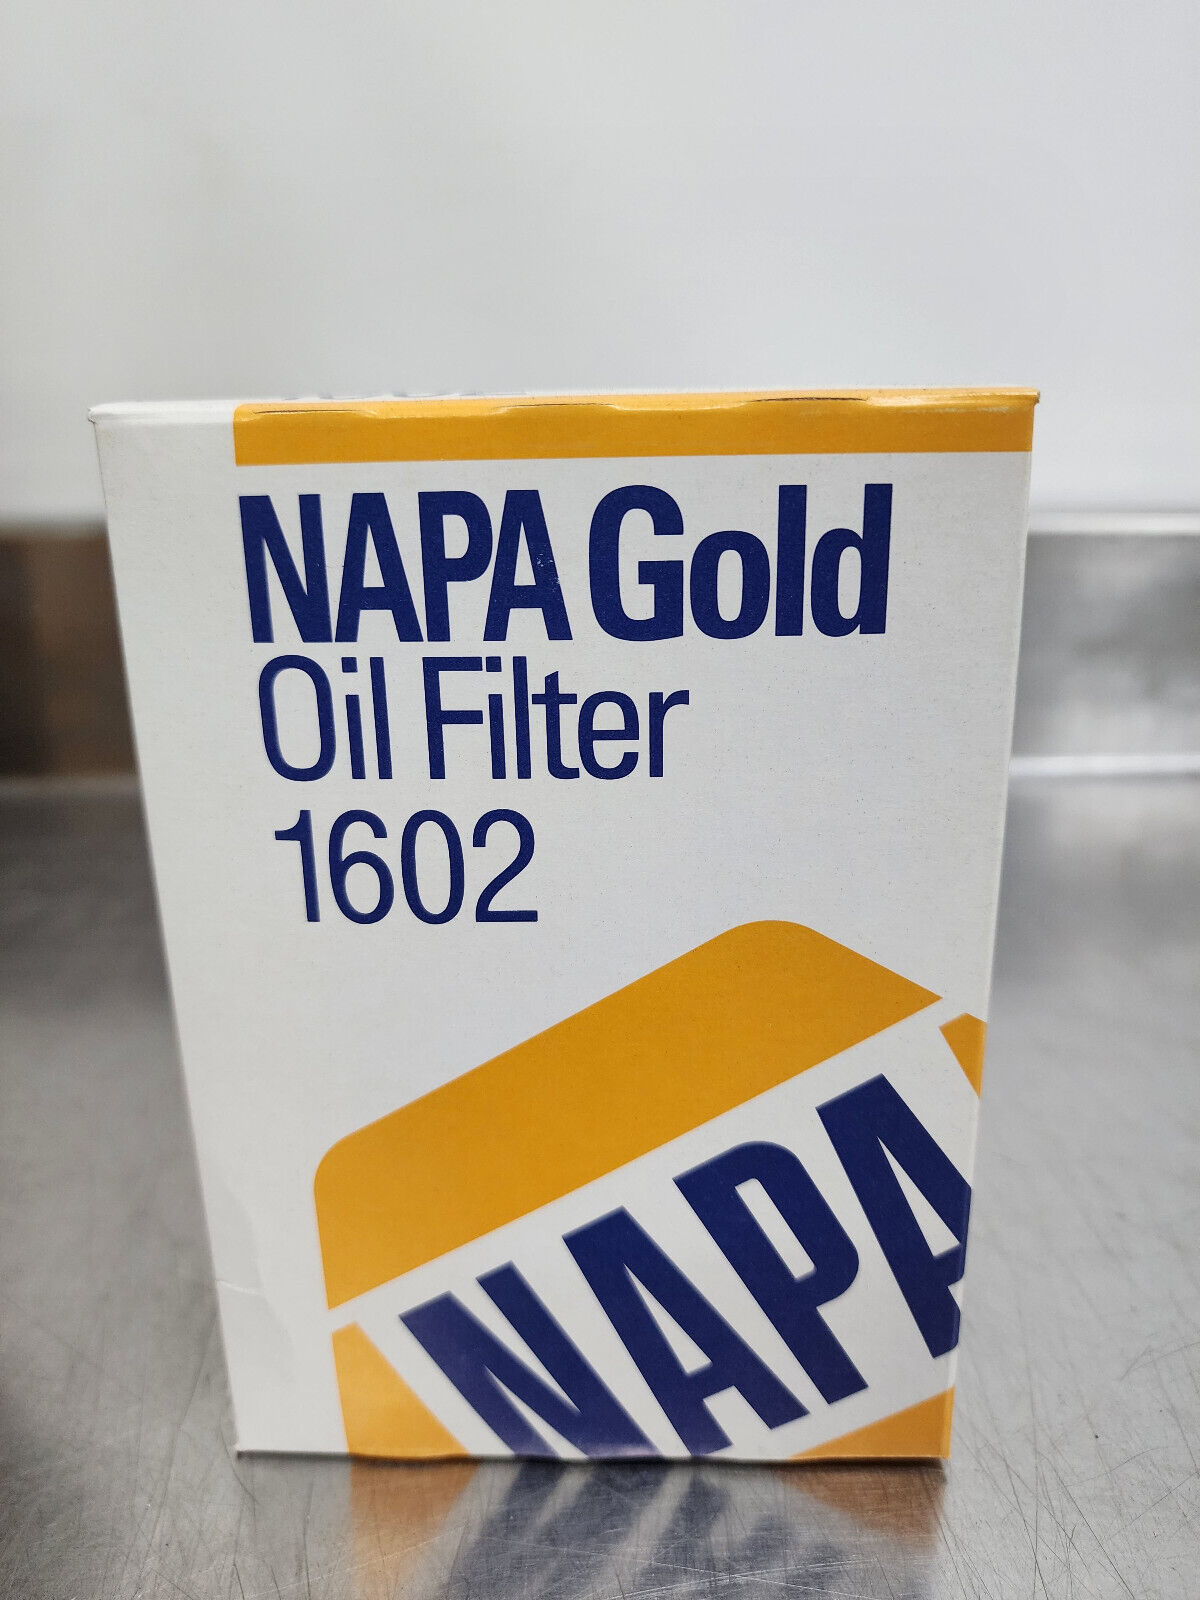 NAPA Gold
Oil Filter
1602
NAPA